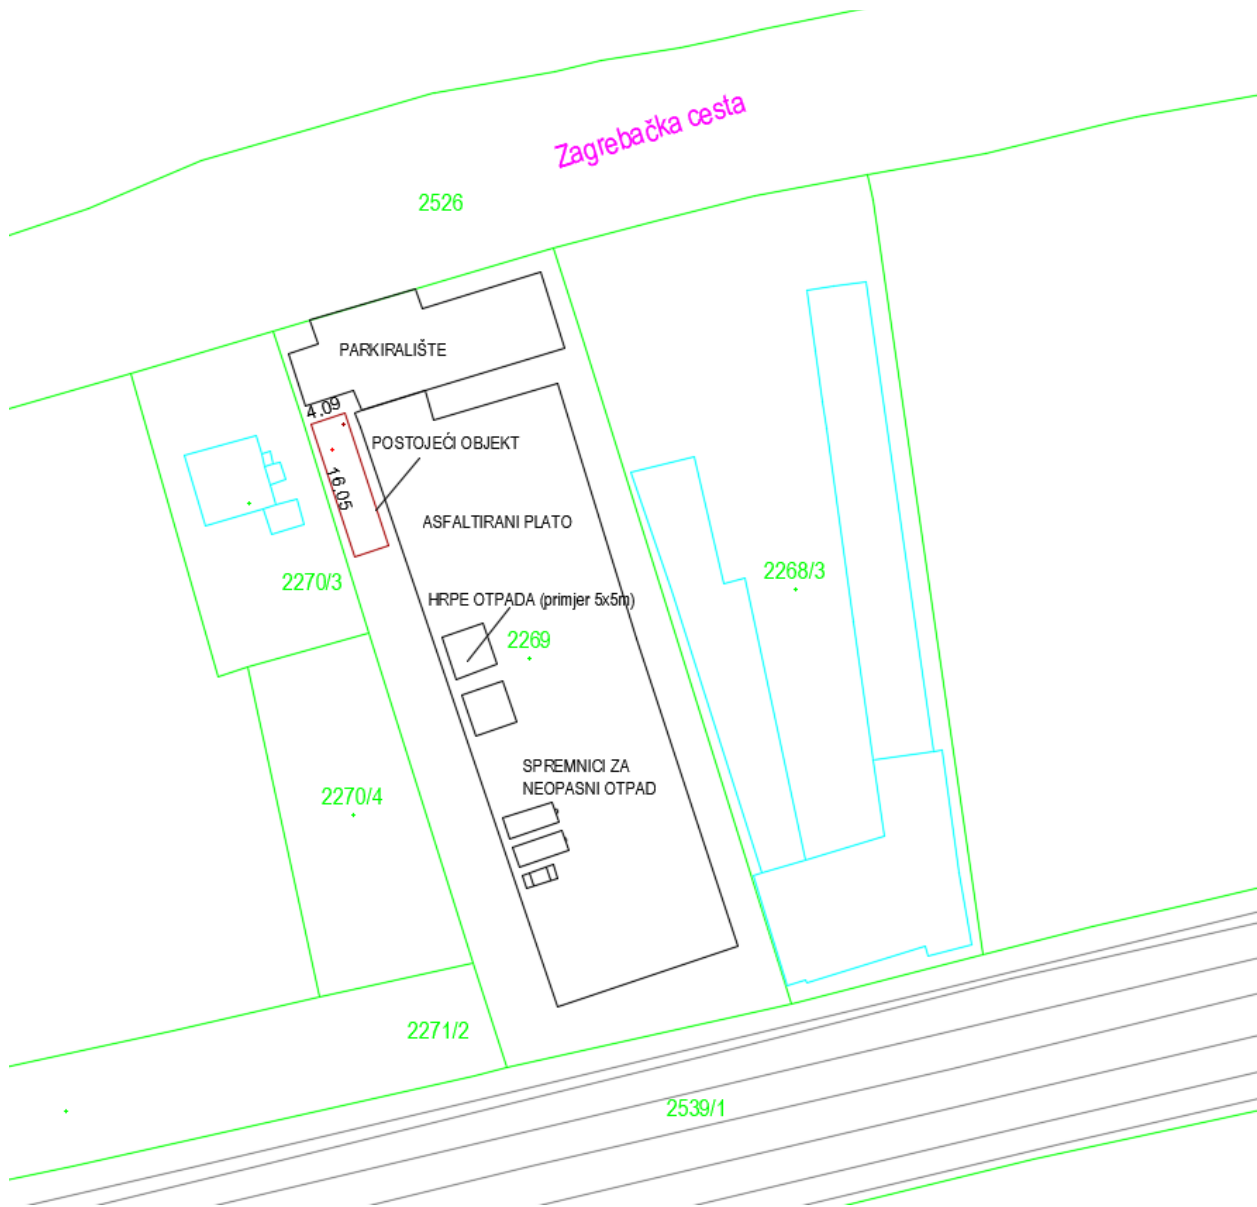 Zagrebačka cesta
2526
PARKIRALIŠTE
4.09
16.05
POSTOJEĆI OBJEKT
ASFALTIRANI PLATO
2268/3
2270/3
HRPE OTPADA (primjer 5x5m)
2269
SPREMNICI ZA
NEOPASNI OTPAD
2270/4
2271/2
2539/1